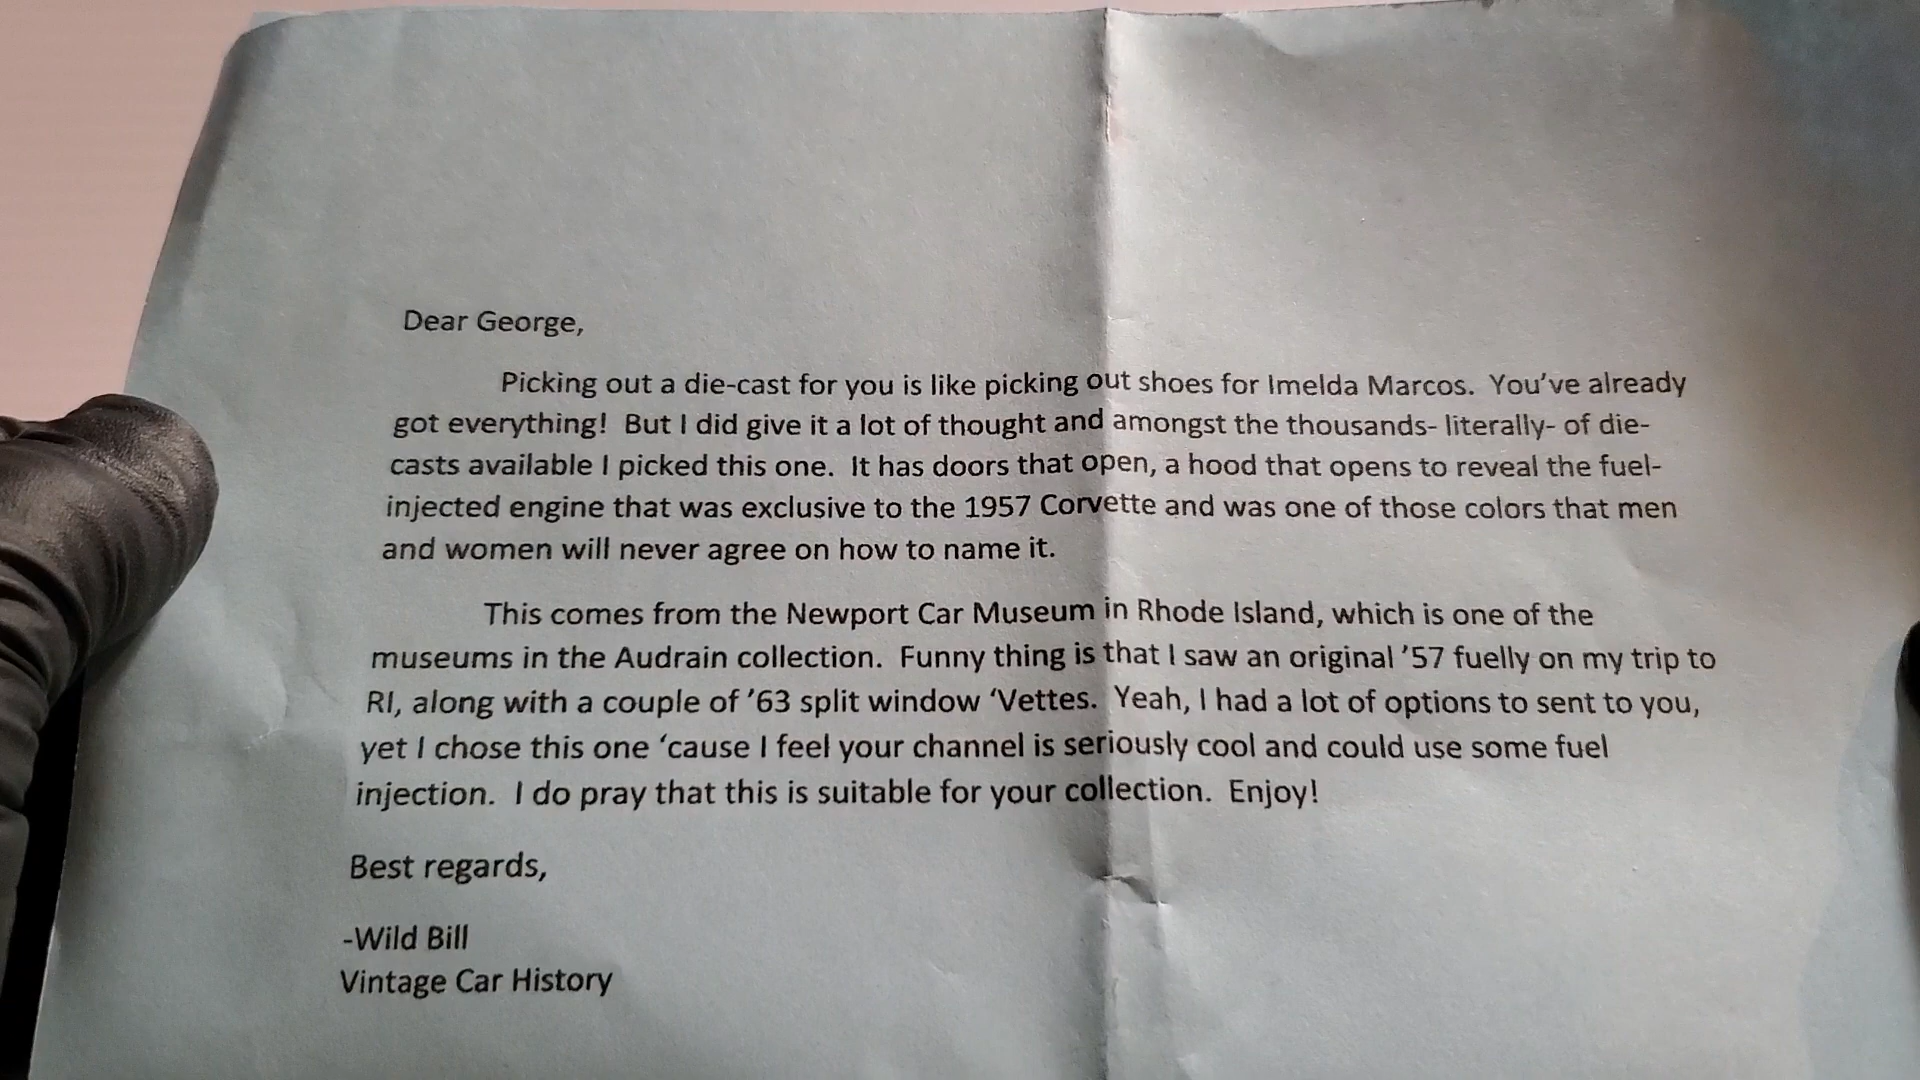 Dear George,
Picking out a die-cast for you is like picking out shoes for Imelda Marcos. You've already
got everything! But I did give it a lot of thought and amongst the thousands- literally- of die-
casts available I picked this one. It has doors that open, a hood that opens to reveal the fuel-
injected engine that was exclusive to the 1957 Corvette and was one of those colors that men
and women will never agree on how to name it.
This comes from the Newport Car Museum in Rhode Island, which is one of the
museums in the Audrain collection. Funny thing is that I saw an original '57 fuelly on my trip to
RI, along with a couple of '63 split window 'Vettes. Yeah, I had a lot of options to sent to you,
yet I chose this one 'cause I feel your channel is seriously cool and could use some fuel
injection. I do pray that this is suitable for your collection. Enjoy!
Best regards,
-Wild Bill
Vintage Car History